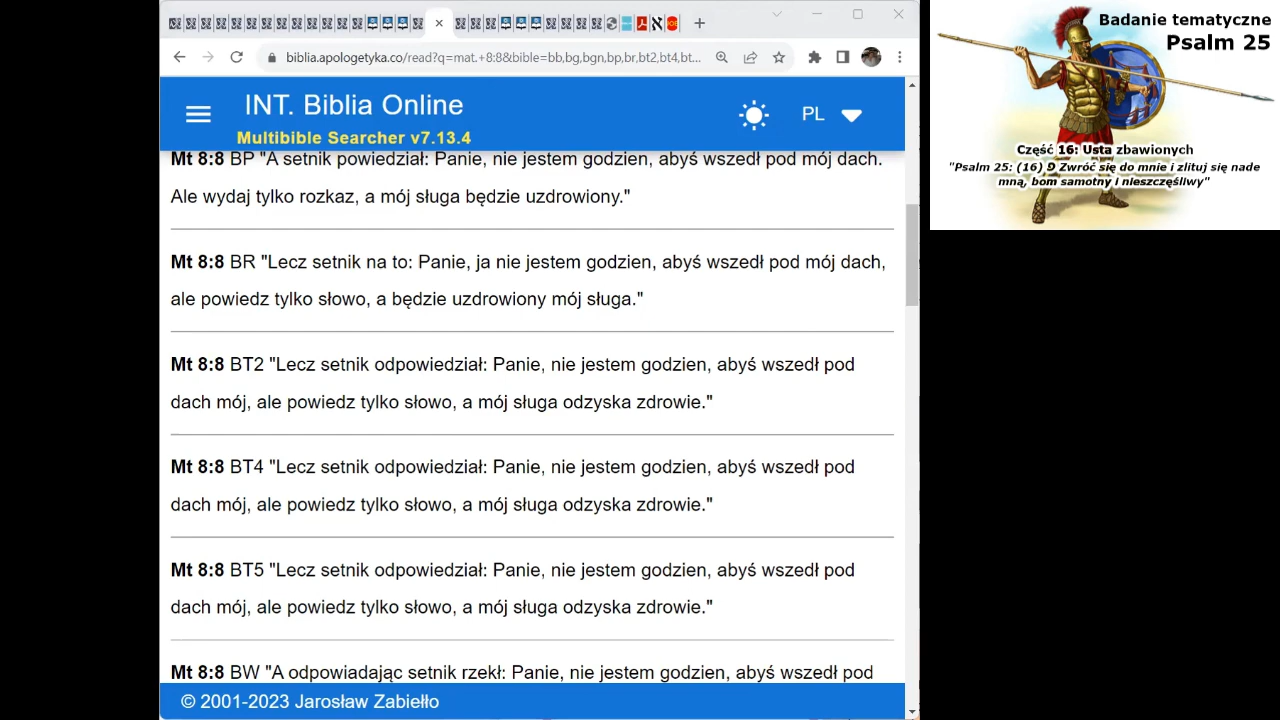 biblia.apologetyka.co/read?q=mat.+8:8&bible=bb,bg,bgn,bp,br,bt2,bt4,bt...
INT. Biblia Online
PL
Multibible Searcher v7.13.4
Mt 8:8 BP "A setnik powiedział: Panie, nie jestem godzien, abyś wszedł pod mój dach.
Ale wydaj tylko rozkaz, a mój sługa będzie uzdrowiony."
Mt 8:8 BR "Lecz setnik na to: Panie, ja nie jestem godzien, abyś wszedł pod mój dach,
ale powiedz tylko słowo, a będzie uzdrowiony mój sługa."
Mt 8:8 BT2 "Lecz setnik odpowiedział: Panie, nie jestem godzien, abyś wszedł pod
dach mój, ale powiedz tylko słowo, a mój sługa odzyska zdrowie."
Mt 8:8 BT4 "Lecz setnik odpowiedział: Panie, nie jestem godzien, abyś wszedł pod
dach mój, ale powiedz tylko słowo, a mój sługa odzyska zdrowie."
Mt 8:8 BT5 "Lecz setnik odpowiedział: Panie, nie jestem godzien, abyś wszedł pod
dach mój, ale powiedz tylko słowo, a mój sługa odzyska zdrowie."
Mt 8:8 BW "A odpowiadając setnik rzekł: Panie, nie jestem godzien, abyś wszedł pod
© 2001-2023 Jarosław Zabiełło
Badanie tematyczne
Psalm 25
Część 16: Usta zbawionych
"Psalm 25: (16) פ Zwróć się do mnie i zlituj się nade
mną, bom samotny i nieszczęśliwy"